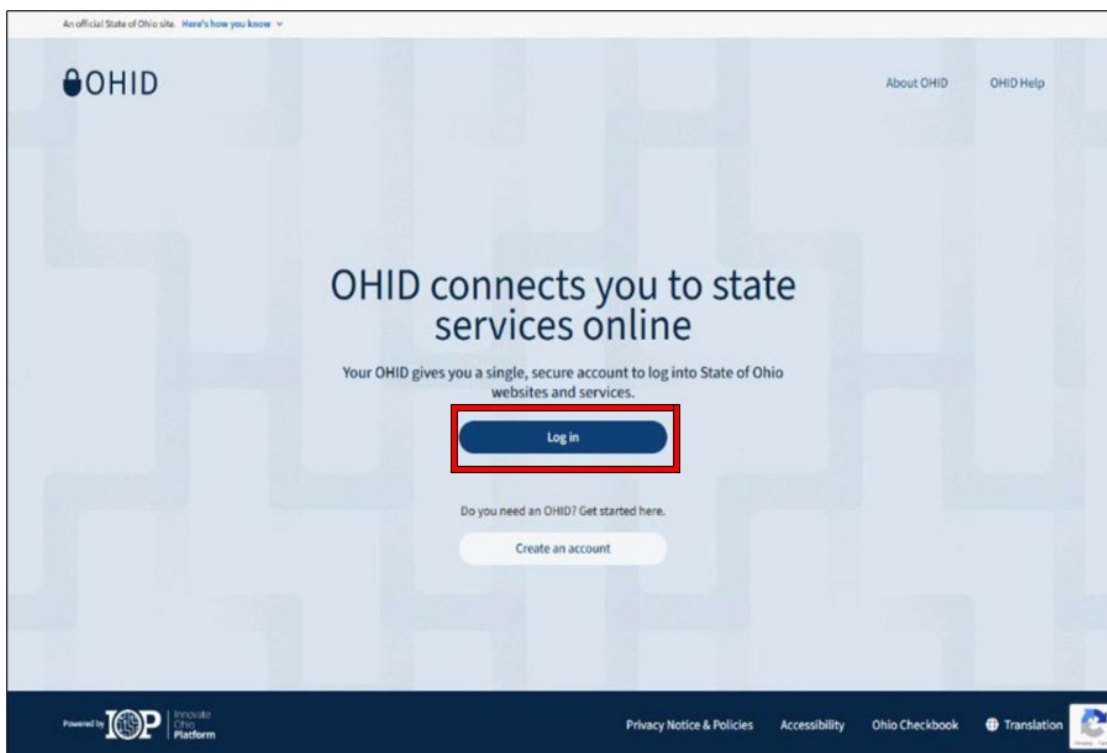 An official State of Ohio site. Here's how you know
OHID
About OHID
OHID Help
OHID connects you to state
services online
Your OHID gives you a single, secure account to log into State of Ohio
websites and services.
Log in
Do you need an OHID? Get started here.
Create an account
Powered by IOP Innovate
Ohio
Platform
Privacy Notice & Policies
Accessibility
Ohio Checkbook
Translation